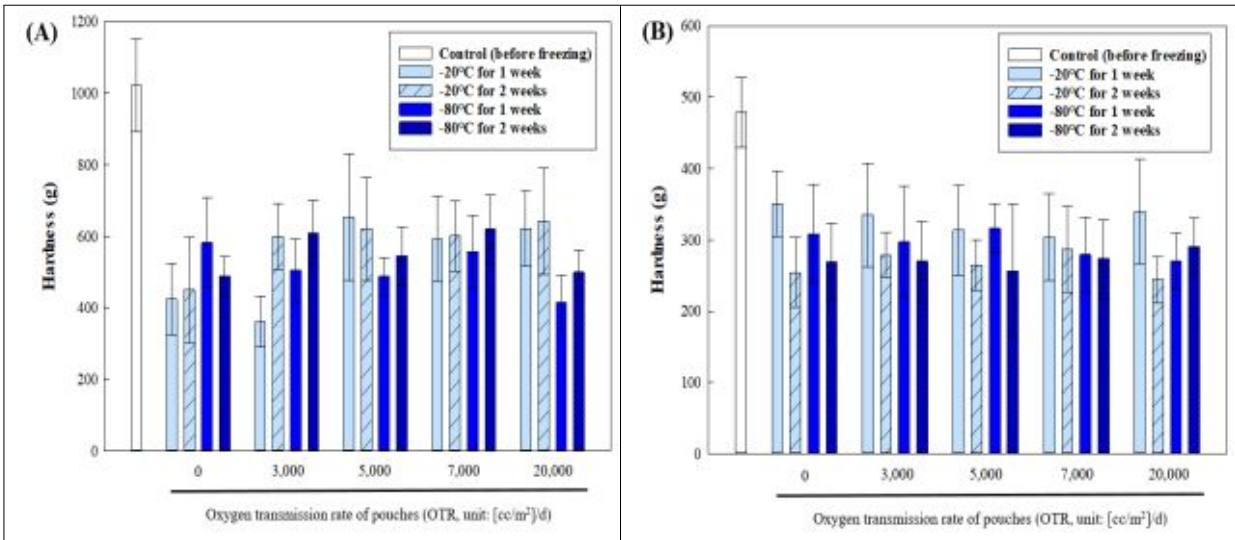 (A)
1200
1000
800
600
400
200
0
Hardness (g)
Control (before freezing)
-20°C for 1 week
-20°C for 2 weeks
-80°C for 1 week
-80°C for 2 weeks
0 3,000 5,000 7,000 20,000
Oxygen transmission rate of pouches (OTR, unit: [cc/m²]/d)
(B)
600
500
400
300
200
100
0
Hardness (g)
Control (before freezing)
-20°C for 1 week
-20°C for 2 weeks
-80°C for 1 week
-80°C for 2 weeks
0 3,000 5,000 7,000 20,000
Oxygen transmission rate of pouches (OTR, unit: [cc/m²]/d)